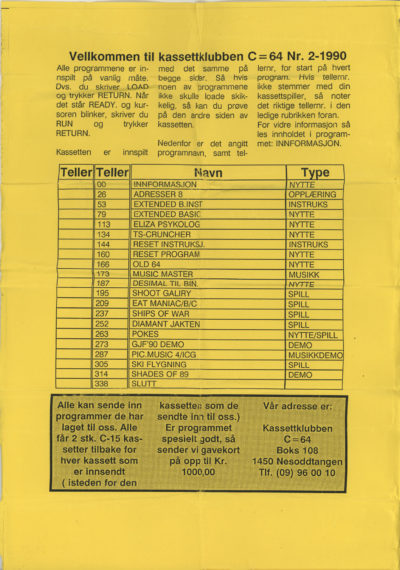 Velkommen til kassettklubben C=64 Nr. 2-1990
Alle programmene er inn-
spilt på vanlig måte.
Dvs. du skriver LOAD
og trykker RETURN. Når
det står READY, og kur-
soren blinker, skriver du
RUN og trykker
RETURN.
Kassetten er innspilt
med det samme på
begge sider. Så hvis
noen av programmene
ikke skulle loade skik-
kelig, så kan du prøve
på den andre siden av
kassetten.
Nedenfor er det angitt
programnavn, samt tel-
lernr, for start på hvert
program. Hvis tellernr.
ikke stemmer med din
kassettspiller, så noter
det riktige tellernr. i den
ledige rubrikken foran.
For vidre informasjon så
les innholdet i program-
met: INNFORMASJON.
Teller Teller Navn Type
00 INNFORMASJON NYTTE
26 ADRESSER 8 OPPLÆRING
53 EXTENDED B.INST INSTRUKS
79 EXTENDED BASIC NYTTE
113 ELIZA PSYKOLOG NYTTE
134 TS-CRUNCHER NYTTE
144 RESET INSTRUKSJ. INSTRUKS
160 RESET PROGRAM NYTTE
166 OLD 64 NYTTE
173 MUSIC MASTER MUSIKK
187 DESIMAL TIL BIN. NYTTE
195 SHOOT GALIRY SPILL
209 EAT MANIAC/B/C SPILL
237 SHIPS OF WAR SPILL
252 DIAMANT JAKTEN SPILL
263 POKES NYTTE/SPILL
273 GJF'90 DEMO DEMO
287 PIC.MUSIC 4/ICG MUSIKKDEMO
305 SKI FLYGING SPILL
314 SHADES OF 89 DEMO
338 SLUTT
Alle kan sende inn
programmer de har
laget til oss. Alle
får 2 stk. C-15 kas-
setter tilbake for
hver kassett som
er innsendt
( isteden for den
kassetten som de
sendte inn til oss.)
Er programmet
spesielt godt, så
sender vi gavekort
på opp til Kr.
1000,00
Vår adresse er:
Kassettklubben
C=64
Boks 108
1450 Nesoddtangen
Tlf. (09) 96 00 10